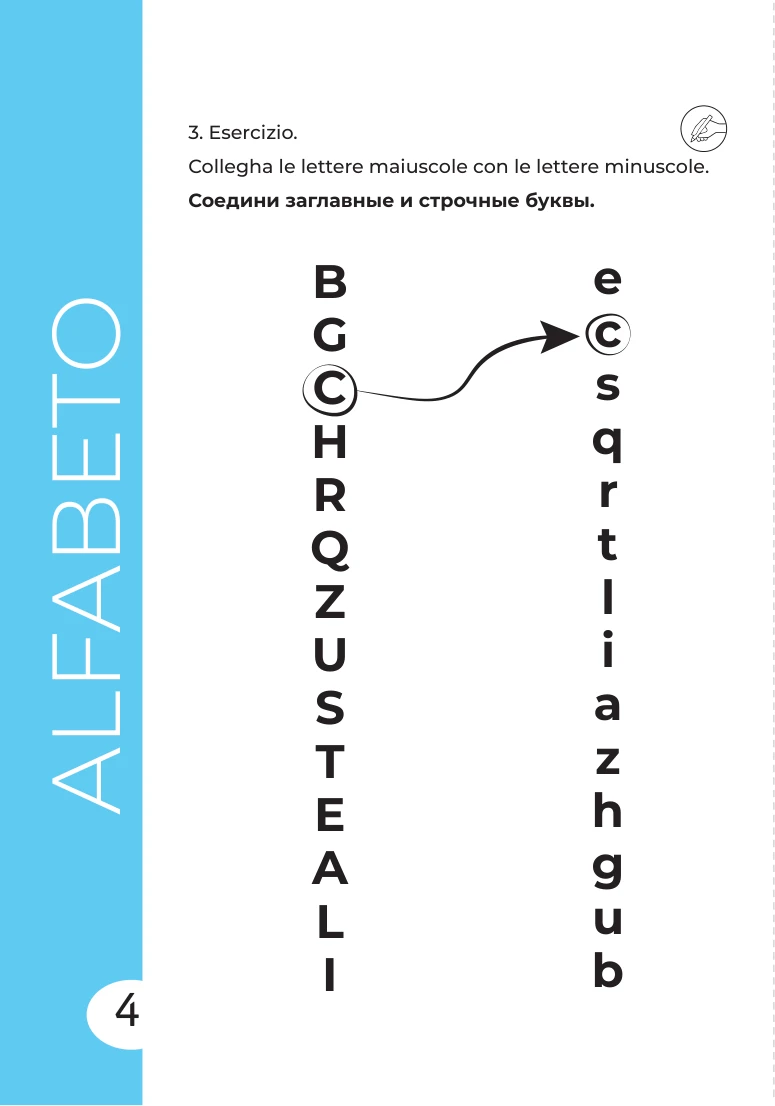 3. Esercizio.
Collegha le lettere maiuscole con le lettere minuscole.
Соедини заглавные и строчные буквы.
B e
G c
C s
H q
R r
Q t
Z l
U i
S a
T z
E h
A g
L u
I b
ALFABETO
4